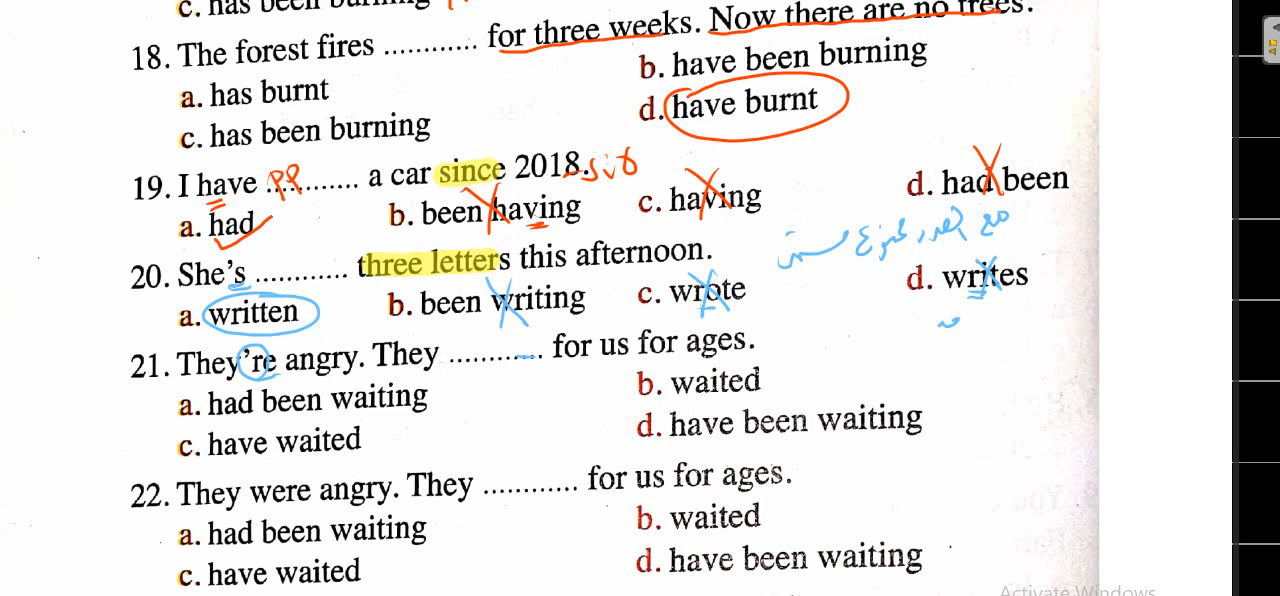 c. has been burning
18. The forest fires ............ for three weeks. Now there are no trees.
a. has burnt
b. have been burning
c. has been burning
d. have burnt
19. I have ............ a car since 2018.
PP
a. had
b. been having
c. having
d. had been
20. She's ............ three letters this afternoon.
a. written
b. been writing
c. wrote
d. writes
21. They're angry. They ............ for us for ages.
a. had been waiting
b. waited
c. have waited
d. have been waiting
22. They were angry. They ............ for us for ages.
a. had been waiting
b. waited
c. have waited
d. have been waiting
Activate Windows